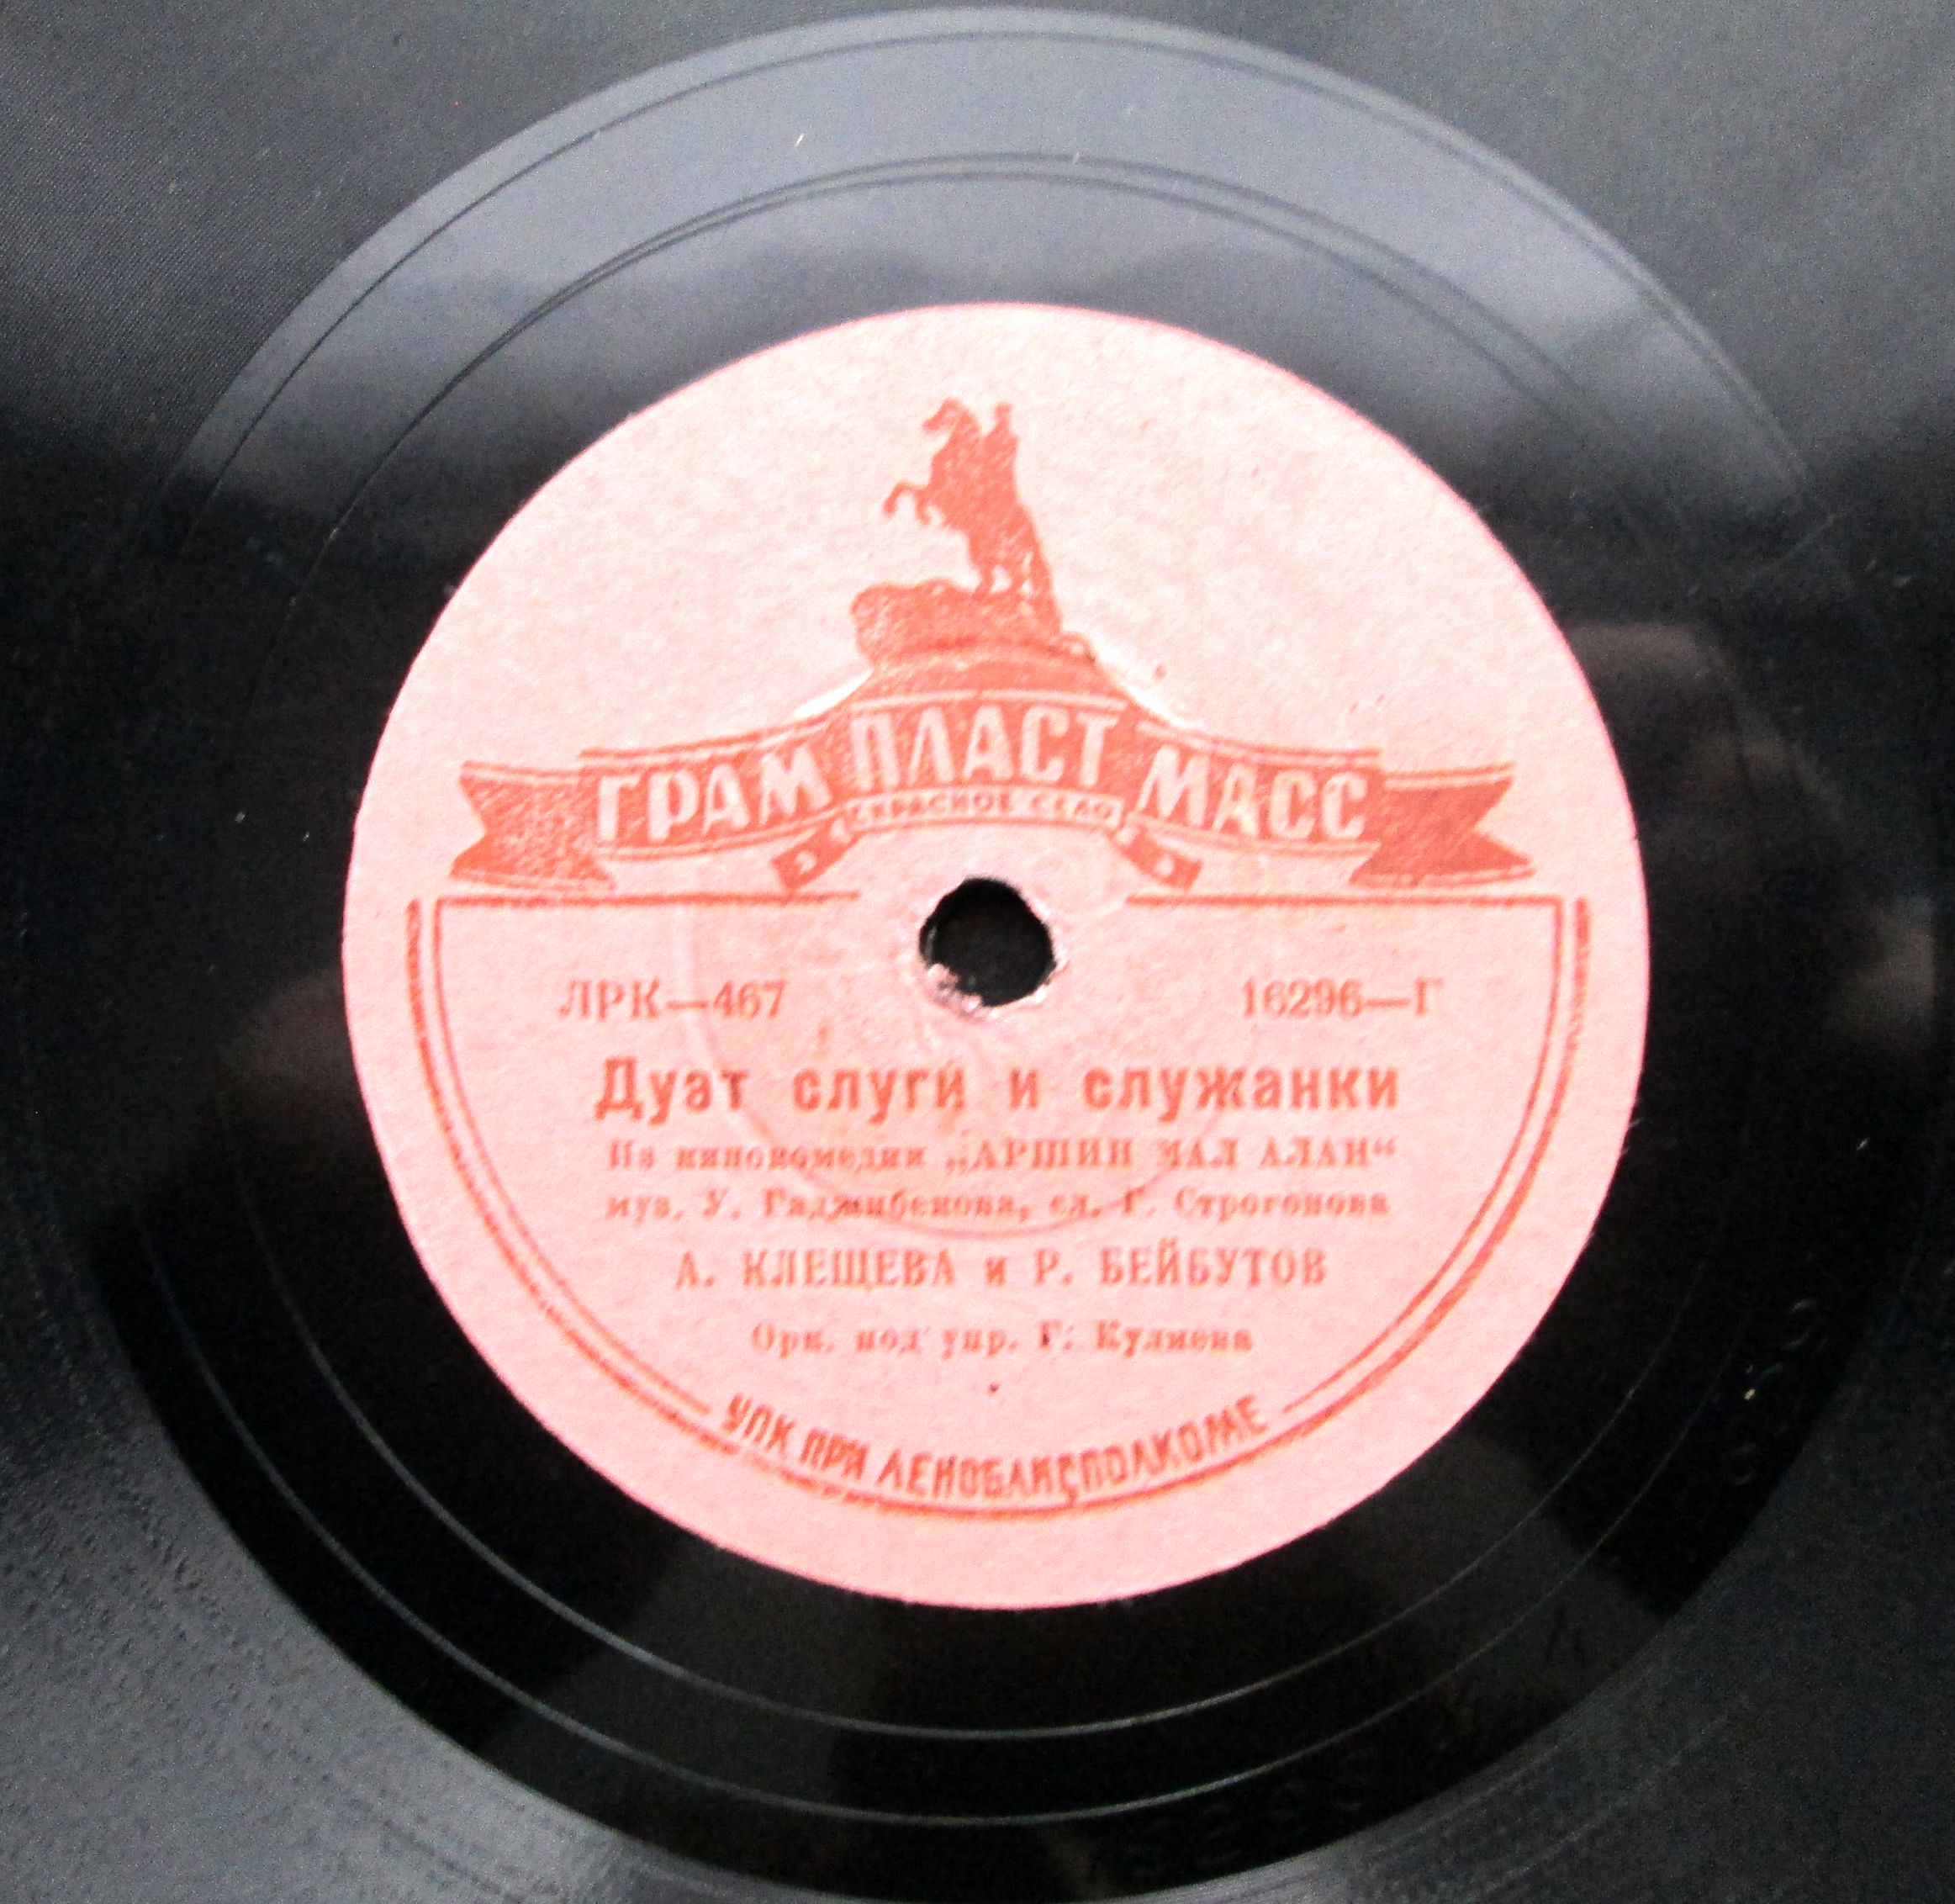 ГРАМ ПЛАСТ МАСС
КРАСНОЕ СЕЛО
ЛРК—467 16296—Г
Дуэт слуги и служанки
Из кинокомедии „АРШИН МАЛ АЛАН“
муз. У. Гаджибекова, сл. Г. Строгонова
А. КЛЕЩЕВА и Р. БЕЙБУТОВ
Орк. под упр. Г. Кулиева
УПК ПРИ ЛЕНОБЛИСПОЛКОМЕ